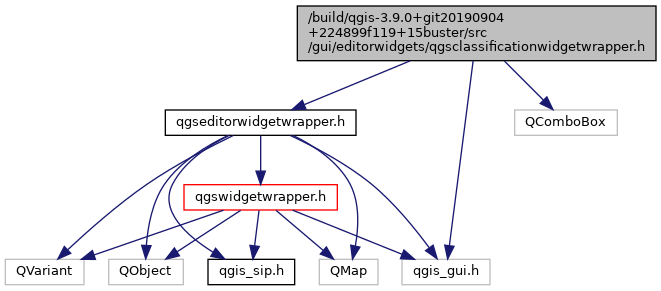 /build/qgis-3.9.0+git20190904
+224899f119+15buster/src
/gui/editorwidgets/qgsclassificationwidgetwrapper.h
qgseditorwidgetwrapper.h
QComboBox
qgswidgetwrapper.h
QVariant
QObject
qgis_sip.h
QMap
qgis_gui.h